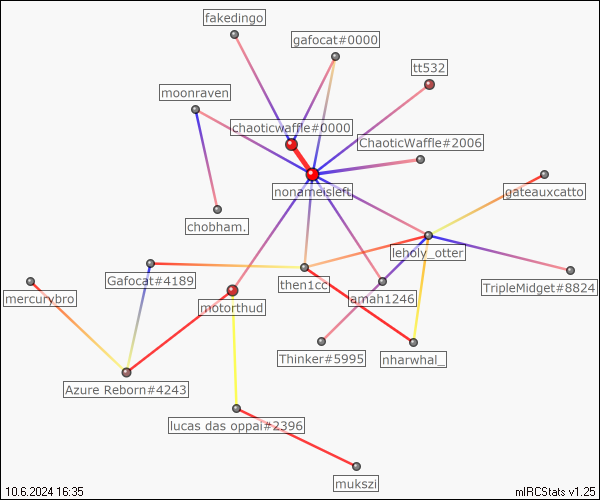 fakedingo
gafocat#0000
tt532
moonraven
chaoticwaffle#0000
ChaoticWaffle#2006
nonameisleft
gateauxcatto
chobham.
leholy_otter
Gafocat#4189
then1cc
TripleMidget#8824
mercurybro
amah1246
motorthud
Thinker#5995
nharwhal_
Azure Reborn#4243
lucas das oppai#2396
mukszi
10.6.2024 16:35
mIRCStats v1.25